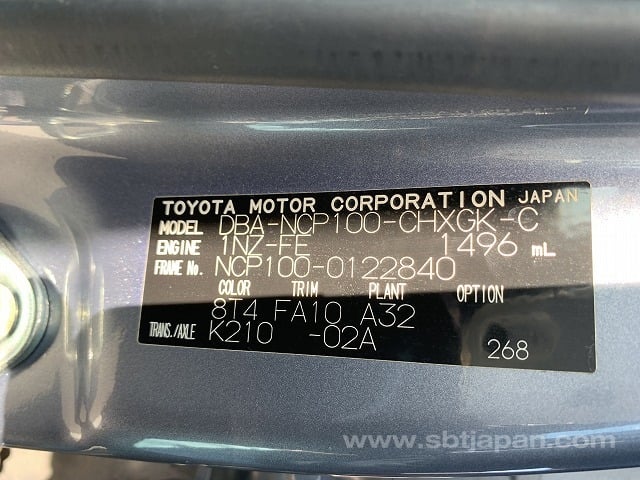 TOYOTA MOTOR CORPORATION JAPAN
MODEL DBA-NCP100-CHXGK-C
ENGINE 1NZ-FE 1496 mL
FRAME No. NCP100-0122840
COLOR TRIM PLANT OPTION
8T4 FA10 A32
TRANS./AXLE K210 -02A 268
www.sbtjapan.com